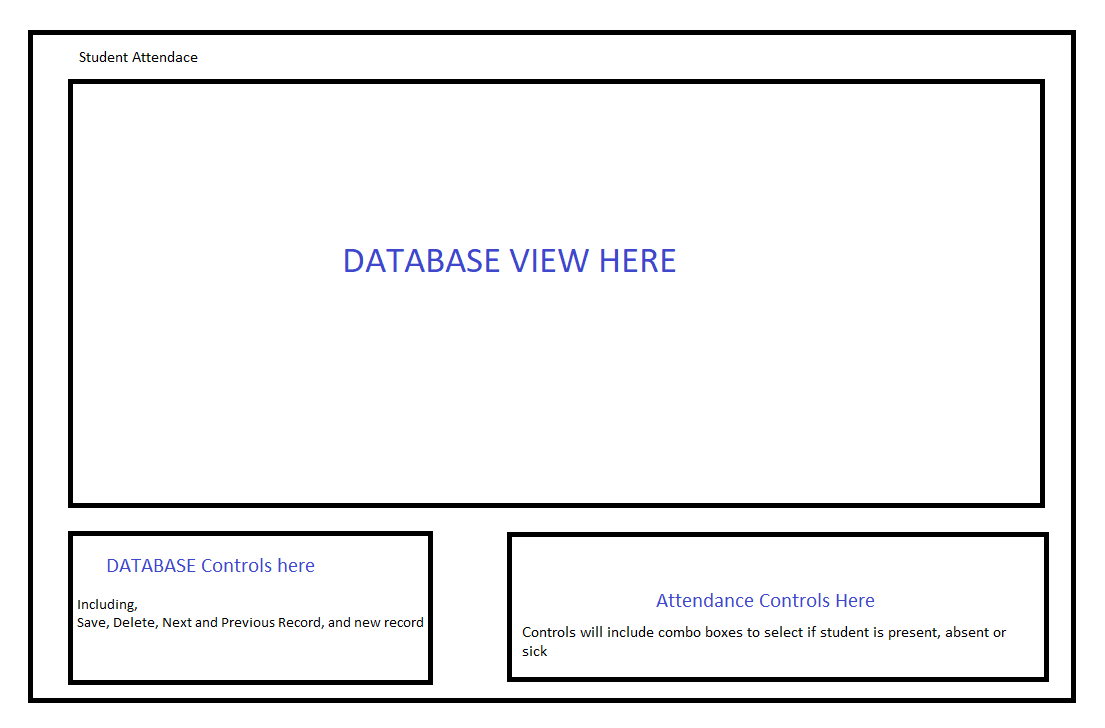 Student Attendace
DATABASE VIEW HERE
DATABASE Controls here
Including,
Save, Delete, Next and Previous Record, and new record
Attendance Controls Here
Controls will include combo boxes to select if student is present, absent or
sick